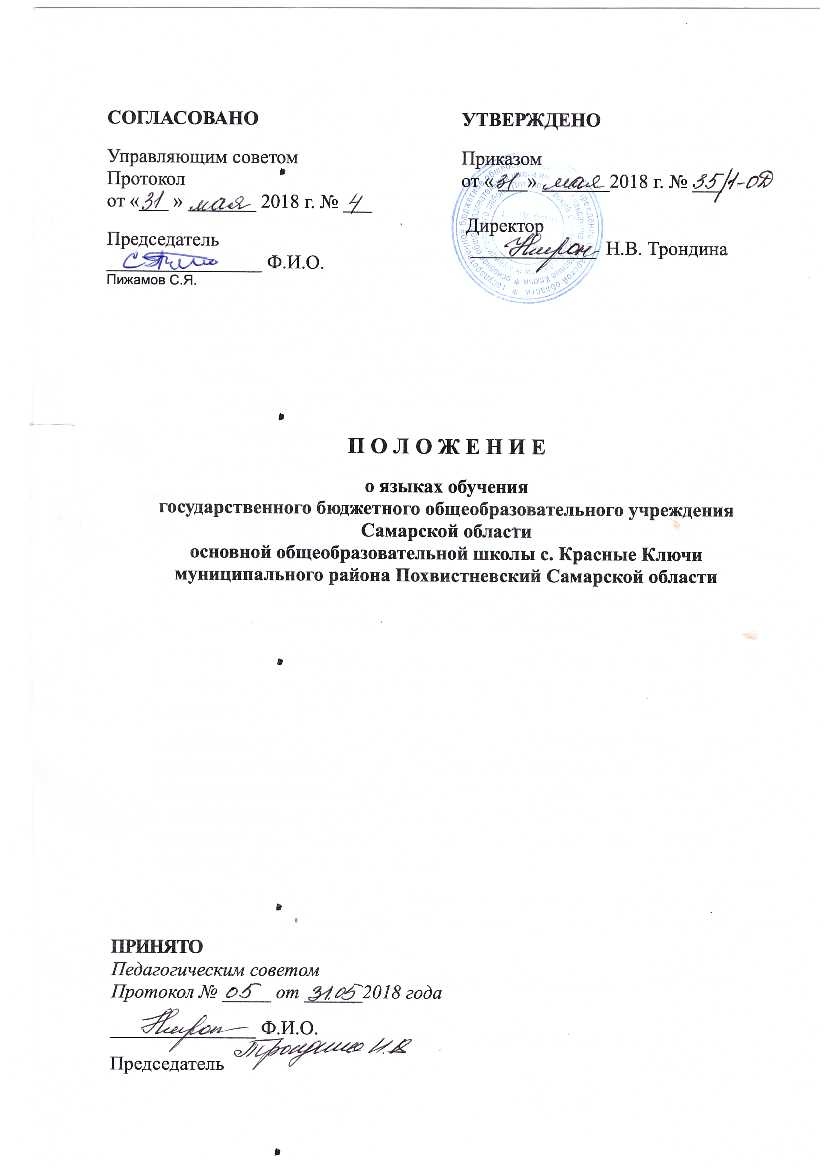 СОГЛАСОВАНО
Управляющим советом
Протокол
от «31» мая 2018 г. № 4
Председатель
Ф.И.О.
Пижамов С.Я.
УТВЕРЖДЕНО
Приказом
от «31» мая 2018 г. № 35/1-ОД
Директор
Н.В. Трондина
П О Л О Ж Е Н И Е
о языках обучения
государственного бюджетного общеобразовательного учреждения
Самарской области
основной общеобразовательной школы с. Красные Ключи
муниципального района Похвистневский Самарской области
ПРИНЯТО
Педагогическим советом
Протокол № 05 от 31.05 2018 года
Ф.И.О.
Трондина Н.В
Председатель